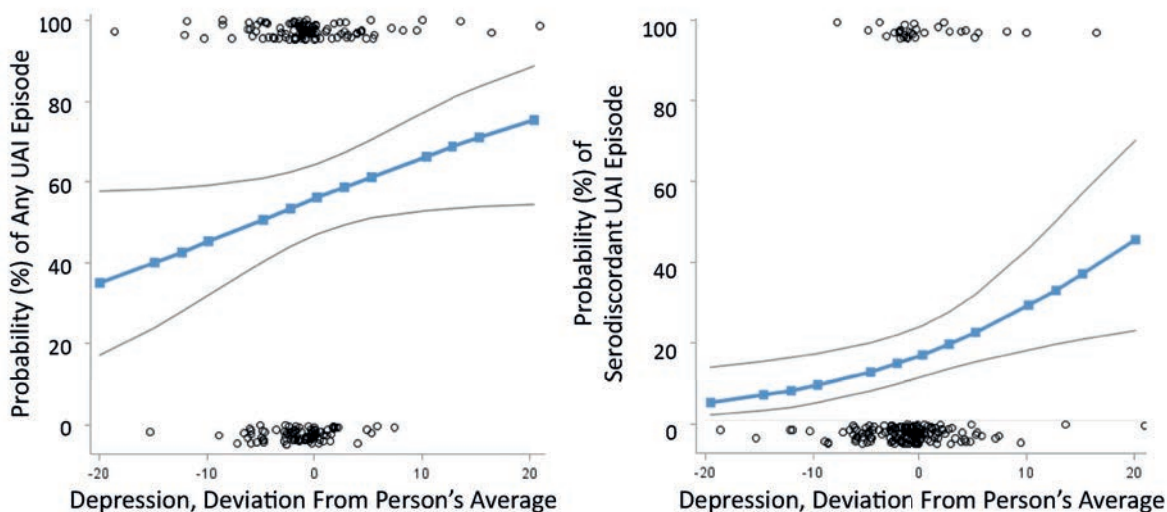 Probability (%) of Any UAI Episode
100
80
60
40
20
0
-20 -10 0 10 20
Depression, Deviation From Person's Average
Probability (%) of
Serodiscordant UAI Episode
100
80
60
40
20
0
-20 -10 0 10 20
Depression, Deviation From Person's Average